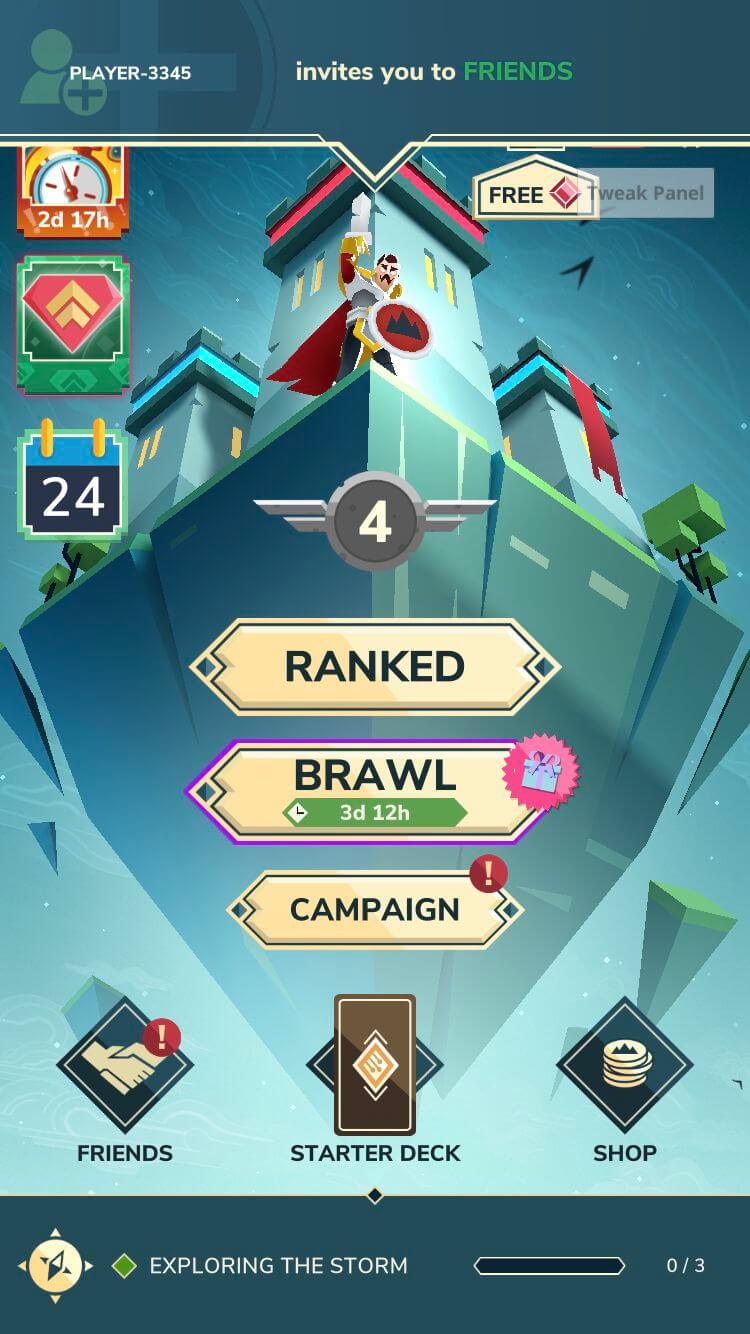 PLAYER-3345 invites you to FRIENDS
FREE
Tweak Panel
2d 17h
24
4
RANKED
BRAWL
3d 12h
!
CAMPAIGN
!
FRIENDS
STARTER DECK
SHOP
EXPLORING THE STORM 0 / 3